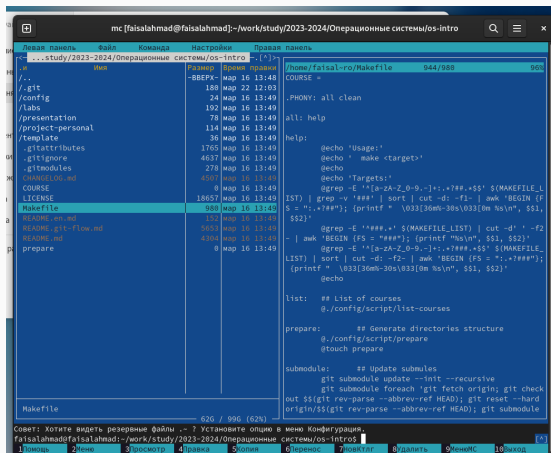 mc [faisalahmad@faisalahmad]:~/work/study/2023-2024/Операционные системы/os-intro
Левая панель Файл Команда Настройки Правая панель
...study/2023-2024/Операционные системы/os-intro
.[^]>
.и Имя Размер Время правки
/.. -ВВЕРХ- мар 16 13:48
/.git 180 мар 22 12:03
/config 24 мар 16 13:49
/labs 192 мар 16 13:49
/presentation 78 мар 16 13:49
/project-personal 114 мар 16 13:49
/template 36 мар 16 13:49
.gitattributes 1765 мар 16 13:49
.gitignore 4637 мар 16 13:49
.gitmodules 278 мар 16 13:49
CHANGELOG.md 4507 мар 16 13:49
COURSE 0 мар 16 13:49
LICENSE 18657 мар 16 13:49
Makefile 980 мар 16 13:49
README.en.md 152 мар 16 13:49
README.git-flow.md 5653 мар 16 13:49
README.md 4304 мар 16 13:49
prepare 0 мар 16 13:49
Makefile
62G / 99G (62%)
/home/faisal-ro/Makefile 944/980 96%
COURSE =
.PHONY: all clean
all: help
help:
@echo 'Usage:'
@echo ' make <target>'
@echo
@echo 'Targets:'
@grep -E '^[a-zA-Z_0-9.-]+:.*?##.*$$' $(MAKEFILE_L
IST) | grep -v '###' | sort | cut -d: -f1- | awk 'BEGIN {F
S = ":.*?##"}; {printf " \033[36m%-30s\033[0m %s\n", $$1,
$$2}'
@grep -E '^###.*' $(MAKEFILE_LIST) | cut -d' ' -f2
- | awk 'BEGIN {FS = "###"}; {printf "%s\n", $$1, $$2}'
@grep -E '^[a-zA-Z_0-9.-]+:.*?###.*$$' $(MAKEFILE_
LIST) | sort | cut -d: -f2- | awk 'BEGIN {FS = ":.*?###"};
{printf " \033[36m%-30s\033[0m %s\n", $$1, $$2}'
@echo
list: ## List of courses
@./config/script/list-courses
prepare: ## Generate directories structure
@./config/script/prepare
@touch prepare
submodule: ## Update submules
git submodule update --init --recursive
git submodule foreach 'git fetch origin; git check
out $$(git rev-parse --abbrev-ref HEAD); git reset --hard
origin/$$(git rev-parse --abbrev-ref HEAD); git submodule
Совет: Хотите видеть резервные файлы .~ ? Установите опцию в меню Конфигурация.
faisalahmad@faisalahmad:~/work/study/2023-2024/Операционные системы/os-intro$ [^]
1Помощь 2Меню 3Просмотр 4Правка 5Копия 6Перенос 7НовКтлг 8Удалить 9МенюMC 10Выход